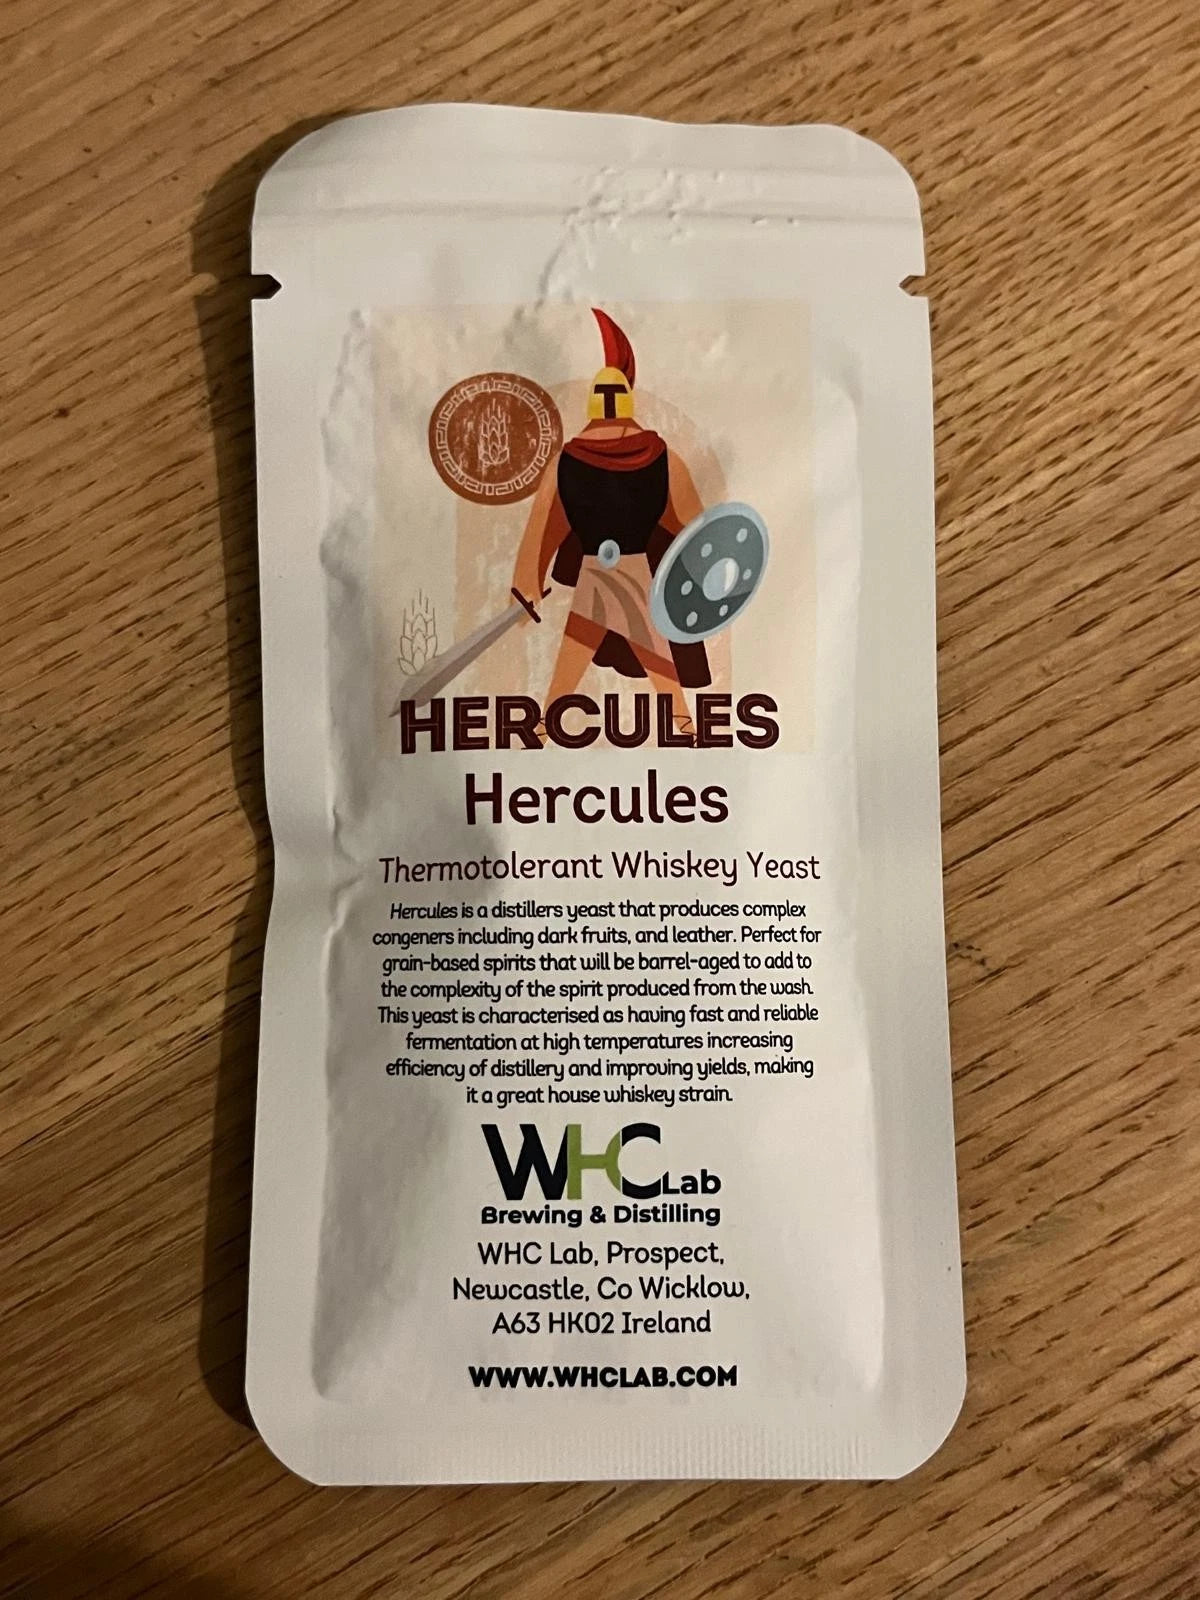 HERCULES
Hercules
Thermotolerant Whiskey Yeast
Hercules is a distillers yeast that produces complex
congeners including dark fruits, and leather. Perfect for
grain-based spirits that will be barrel-aged to add to
the complexity of the spirit produced from the wash.
This yeast is characterised as having fast and reliable
fermentation at high temperatures increasing
efficiency of distillery and improving yields, making
it a great house whiskey strain.
WHC Lab
Brewing & Distilling
WHC Lab, Prospect,
Newcastle, Co Wicklow,
A63 HK02 Ireland
WWW.WHCLAB.COM